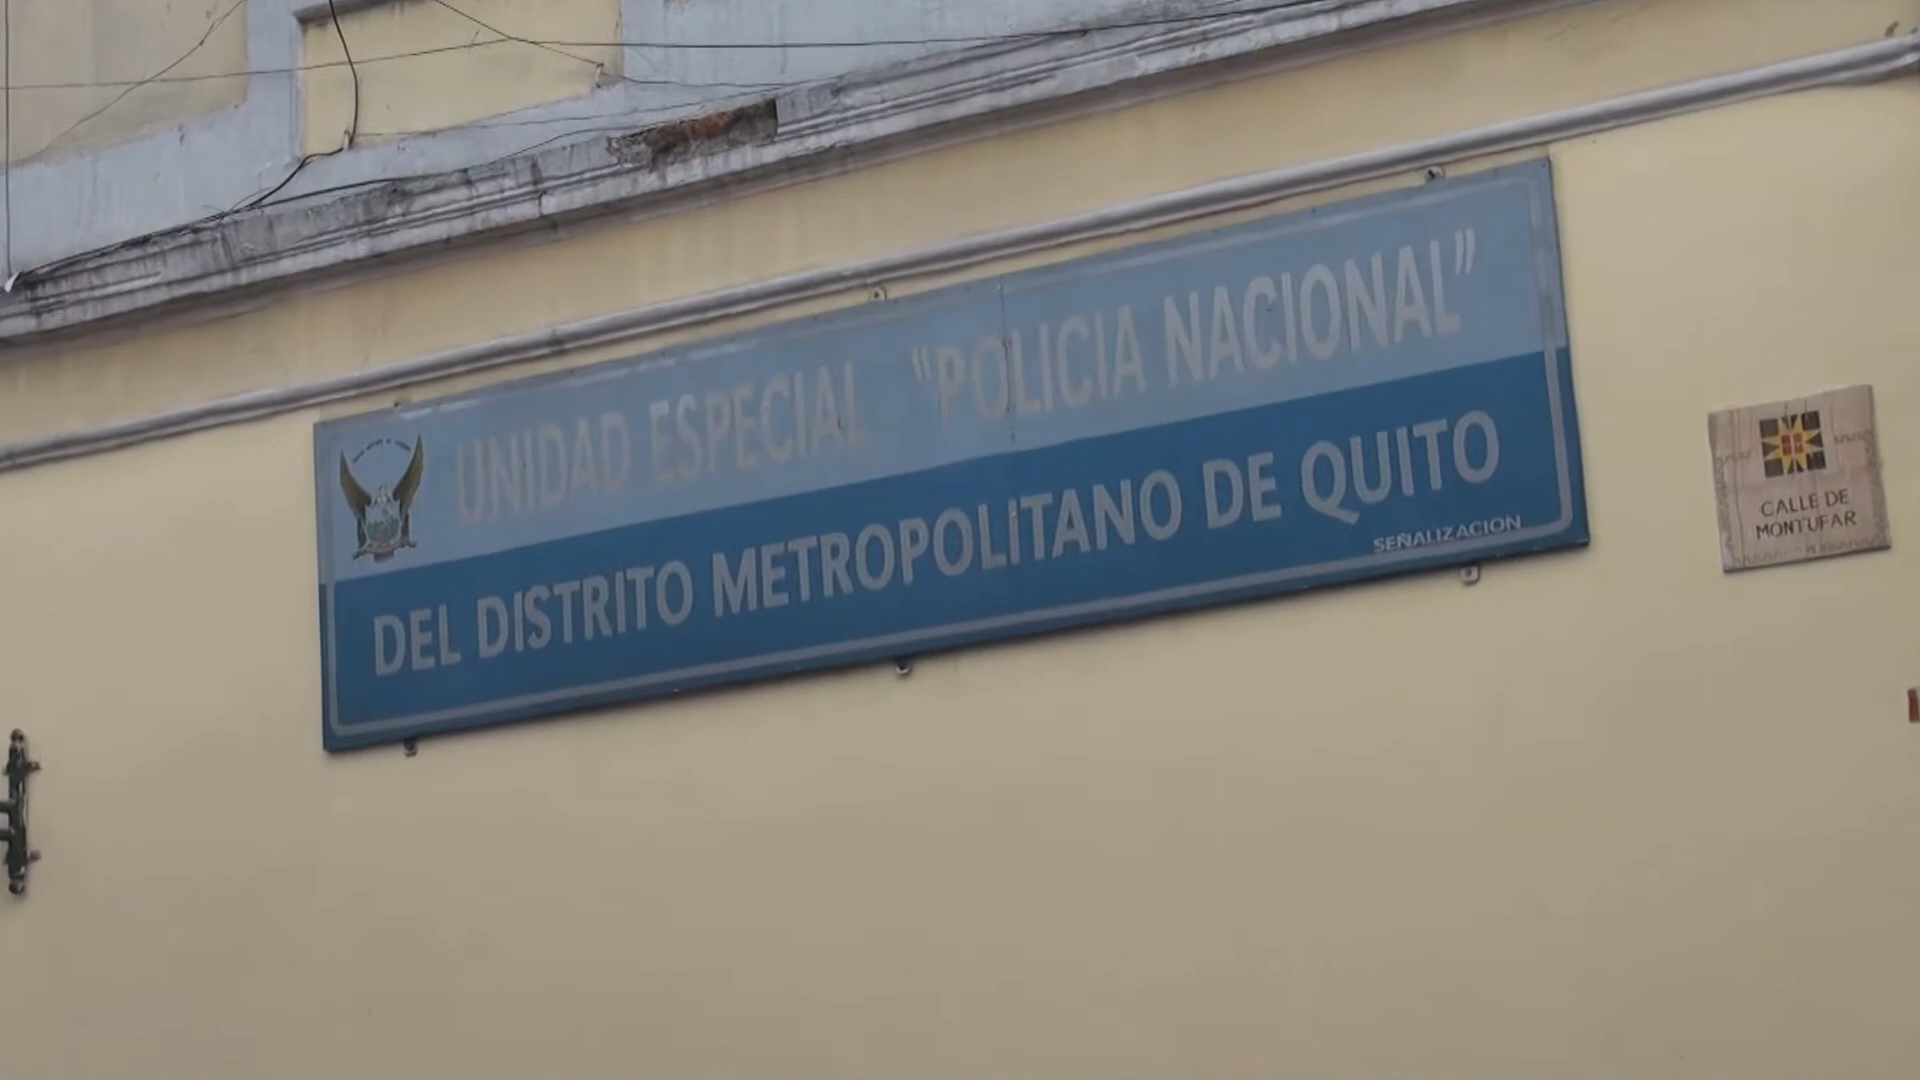 UNIDAD ESPECIAL "POLICIA NACIONAL"
DEL DISTRITO METROPOLITANO DE QUITO
SEÑALIZACION
CALLE DE
MONTUFAR